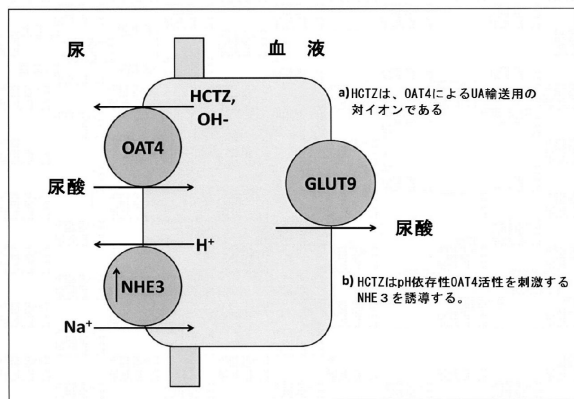 尿
血液
HCTZ,
OH-
a)HCTZは、OAT4によるUA輸送用の
対イオンである
OAT4
GLUT9
尿酸
尿酸
H+
b) HCTZはpH依存性OAT4活性を刺激する
NHE3を誘導する。
NHE3
Na+